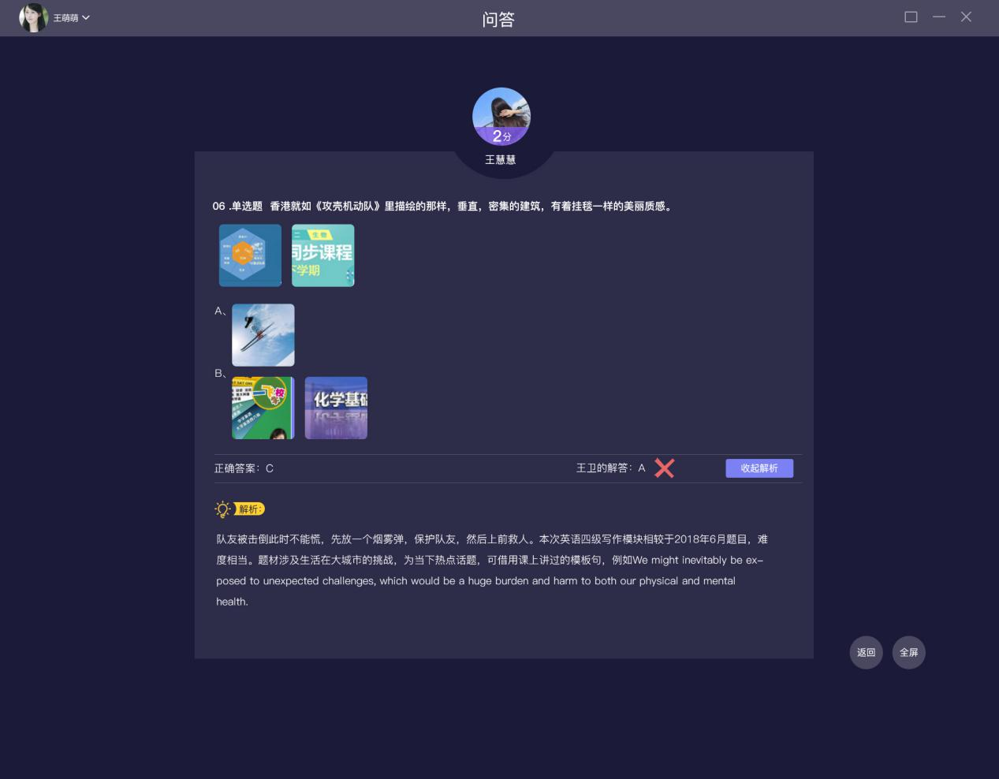 王萌萌
问答
2分
王慧慧
06 .单选题 香港就如《攻壳机动队》里描绘的那样，垂直，密集的建筑，有着挂毯一样的美丽质感。
二 生物
同步课程
下学期
A、
B、
化学基础
正确答案：C
王卫的解答：A
收起解析
解析：
队友被击倒此时不能慌，先放一个烟雾弹，保护队友，然后上前救人。本次英语四级写作模块相较于2018年6月题目，难
度相当。题材涉及生活在大城市的挑战，为当下热点话题，可借用课上讲过的模板句，例如We might inevitably be ex-
posed to unexpected challenges, which would be a huge burden and harm to both our physical and mental
health.
返回
全屏